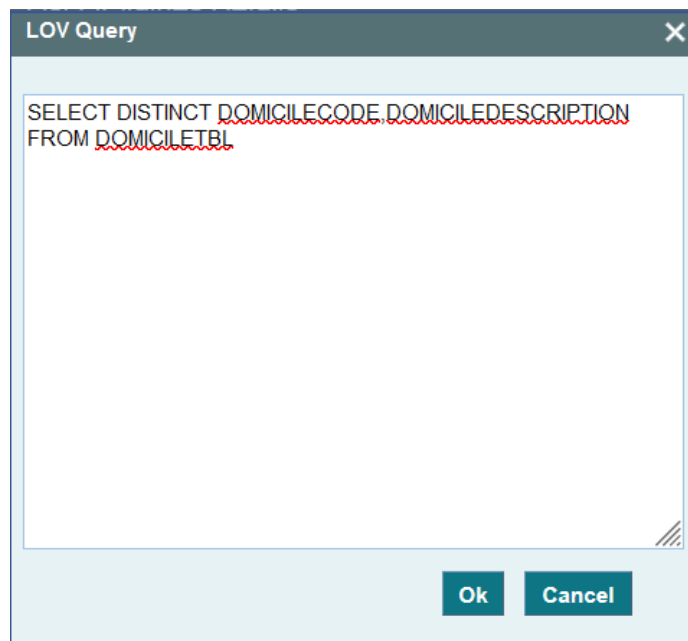 LOV Query
SELECT DISTINCT DOMICILECODE,DOMICILEDESCRIPTION
FROM DOMICILETBL
Ok Cancel